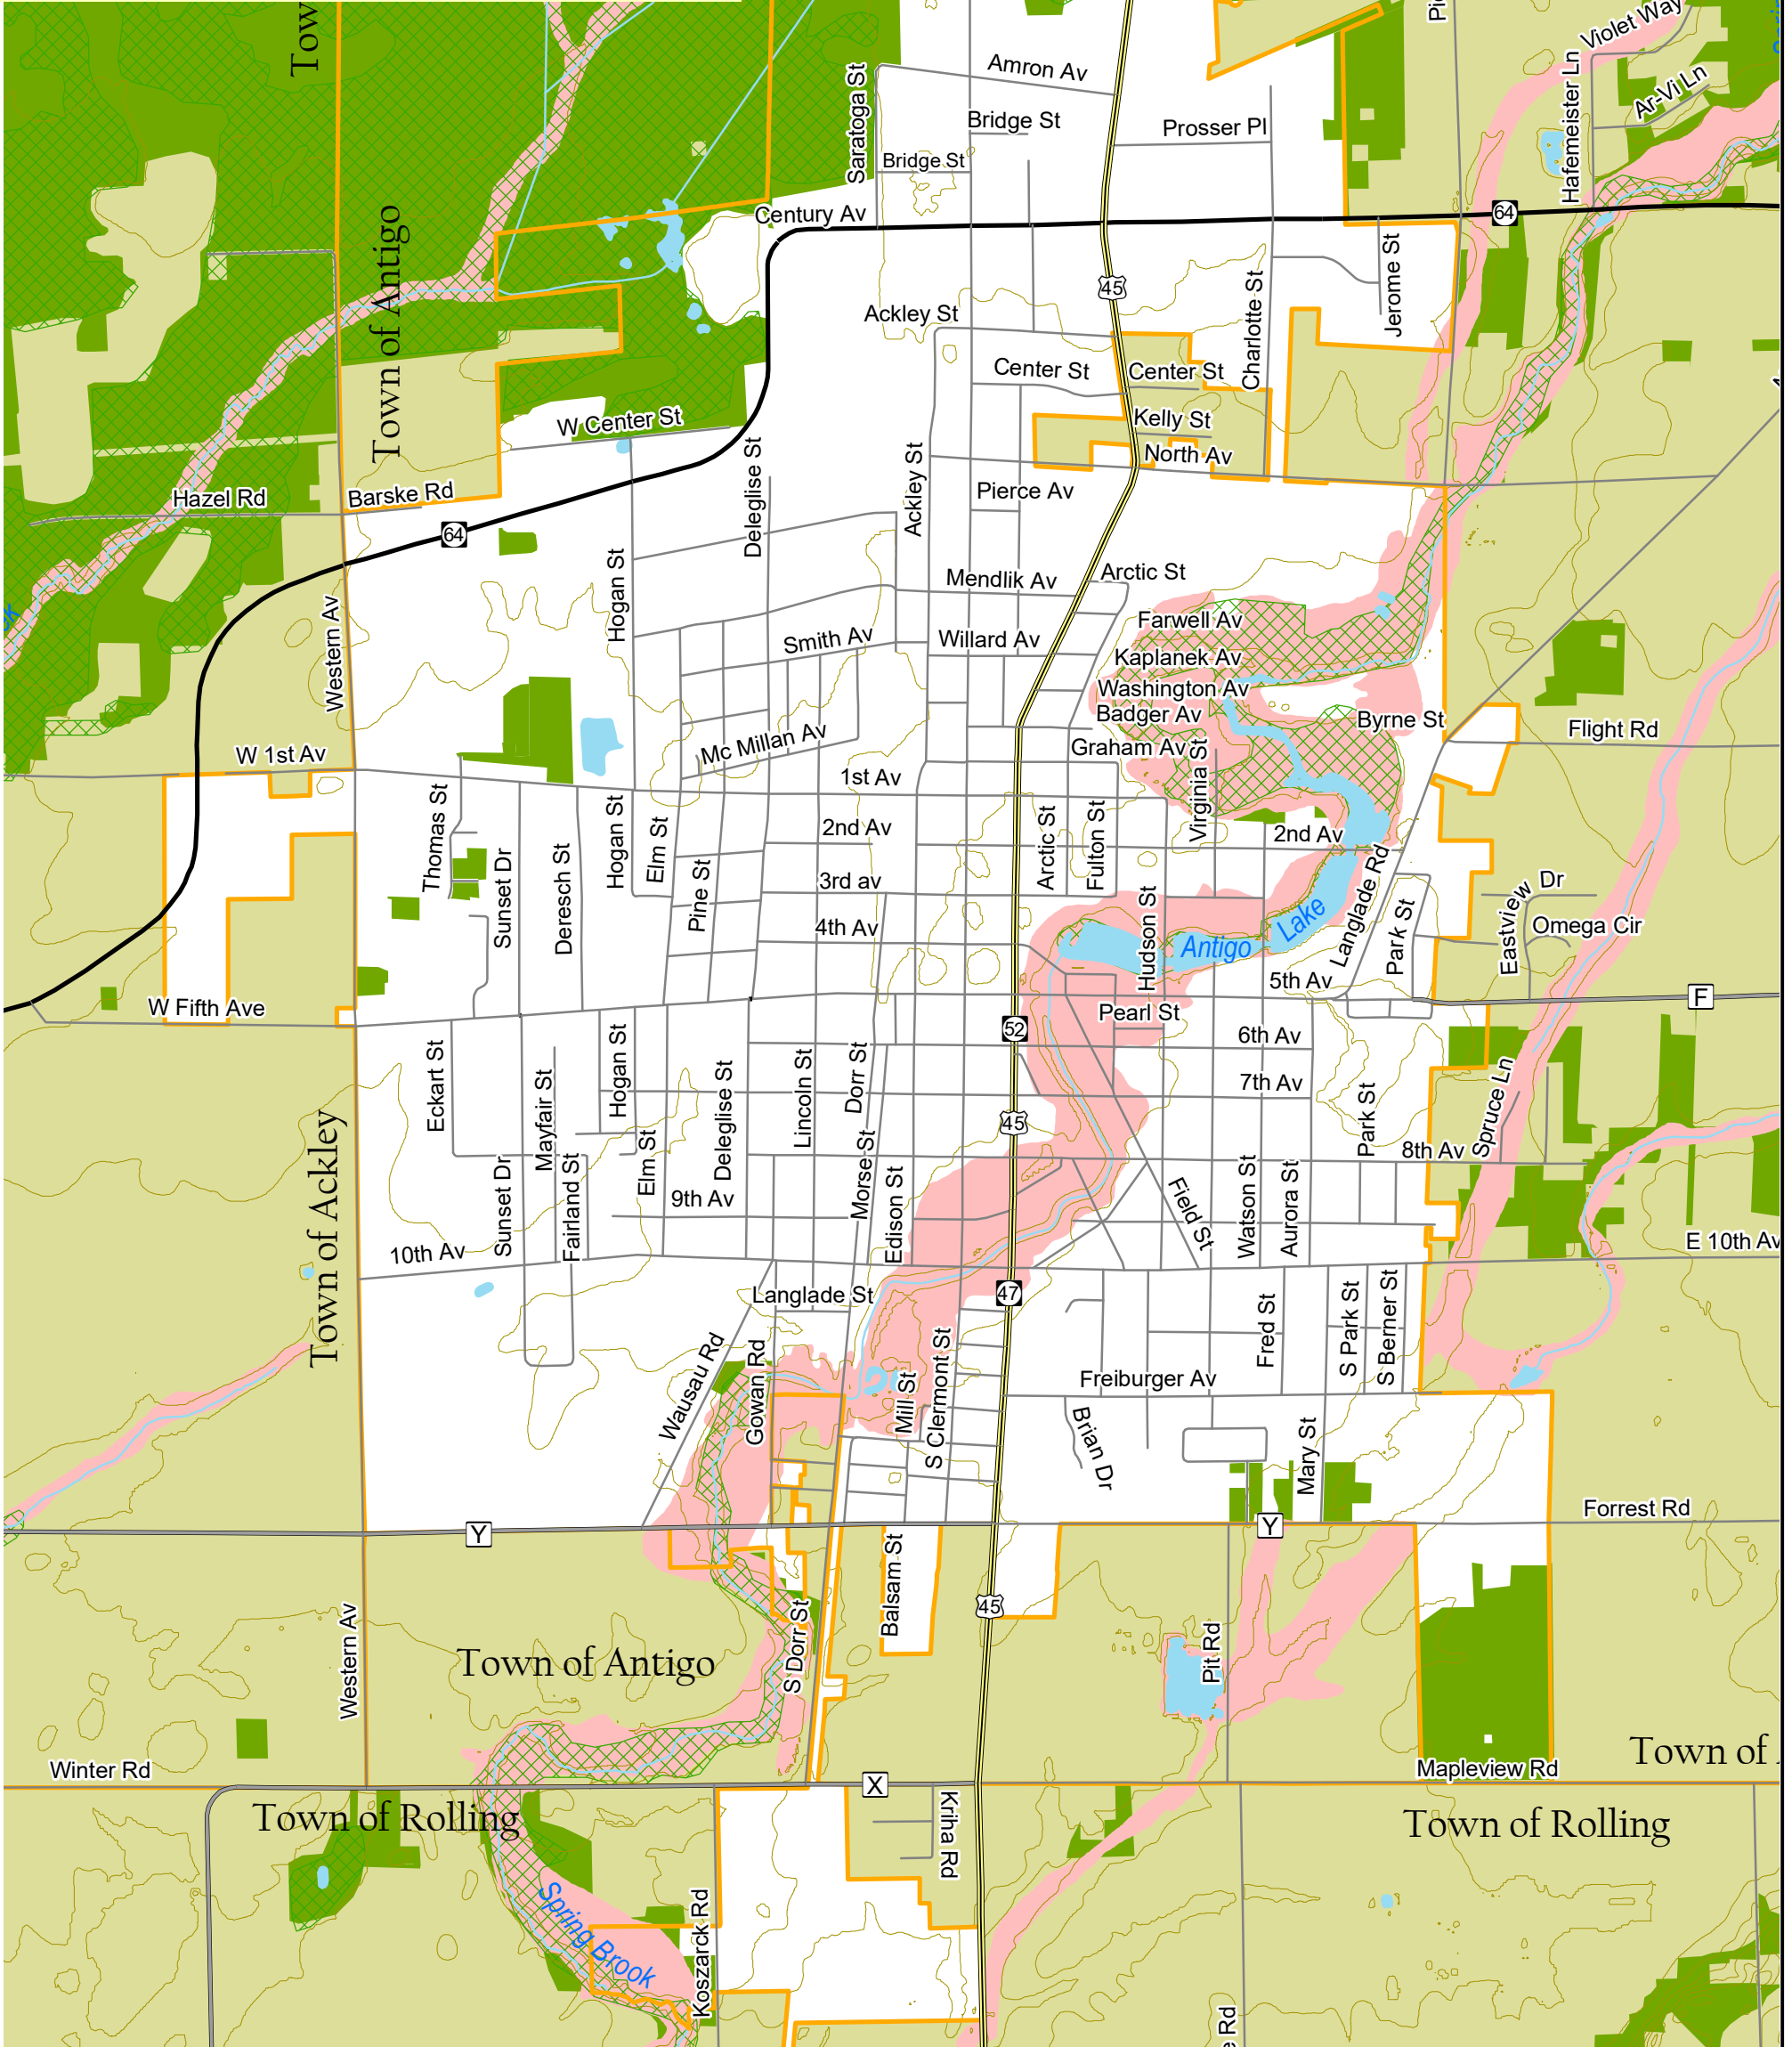 Violet Way
Amron Av
Saratoga St
Hafemeister Ln
Ar-Vi Ln
Bridge St
Prosser Pl
Bridge St
Century Av
64
Town of Antigo
45
Jerome St
Charlotte St
Ackley St
Center St
Center St
W Center St
Kelly St
North Av
Deleglise St
Ackley St
Hazel Rd
Barske Rd
Pierce Av
64
Hogan St
Mendlik Av
Arctic St
Western Av
Farwell Av
Smith Av
Willard Av
Kaplanek Av
Washington Av
Badger Av
Byrne St
Flight Rd
Mc Millan Av
Graham Av
W 1st Av
Virginia St
1st Av
Thomas St
Hogan St
Elm St
2nd Av
Arctic St
Fulton St
2nd Av
Sunset Dr
Deresch St
Pine St
3rd av
Langlade Rd
Eastview Dr
Omega Cir
4th Av
Hudson St
Antigo Lake
Park St
5th Av
W Fifth Ave
F
Pearl St
52
6th Av
Eckart St
Mayfair St
Hogan St
Deleglise St
Lincoln St
Dorr St
7th Av
45
Park St
Spruce Ln
Town of Ackley
8th Av
Sunset Dr
Fairland St
Elm St
9th Av
Morse St
Edison St
Field St
Watson St
Aurora St
10th Av
E 10th Av
Langlade St
47
Fred St
S Park St
S Berner St
Wausau Rd
Gowan Rd
Mill St
S Clermont St
Freiburger Av
Brian Dr
Mary St
Forrest Rd
Y
Y
Balsam St
45
Western Av
Town of Antigo
S Dorr St
Pit Rd
Town of
Winter Rd
Mapleview Rd
X
Town of Rolling
Kriha Rd
Town of Rolling
Spring Brook
Koszarck Rd
Rd
64